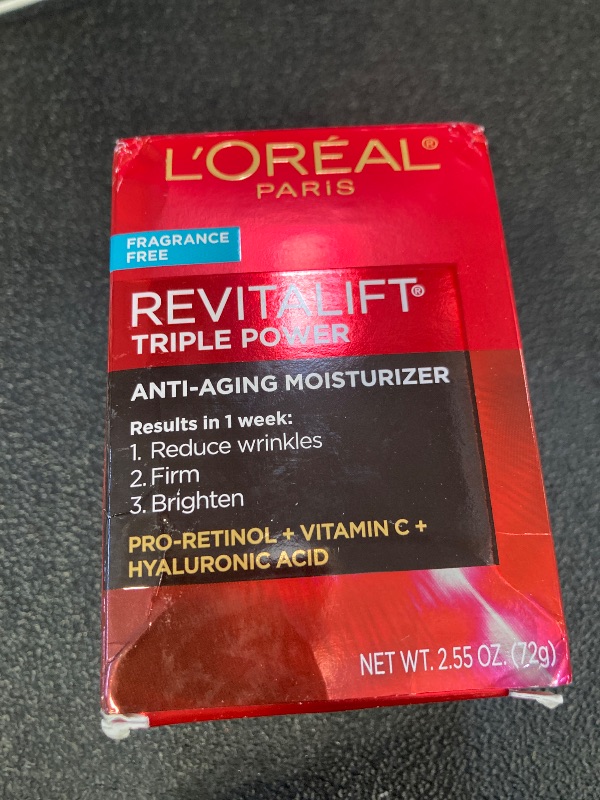 L'ORÉAL®
PARIS
FRAGRANCE
FREE
REVITALIFT®
TRIPLE POWER
ANTI-AGING MOISTURIZER
Results in 1 week:
1. Reduce wrinkles
2. Firm
3. Brighten
PRO-RETINOL + VITAMIN C +
HYALURONIC ACID
NET WT. 2.55 OZ. (72g)